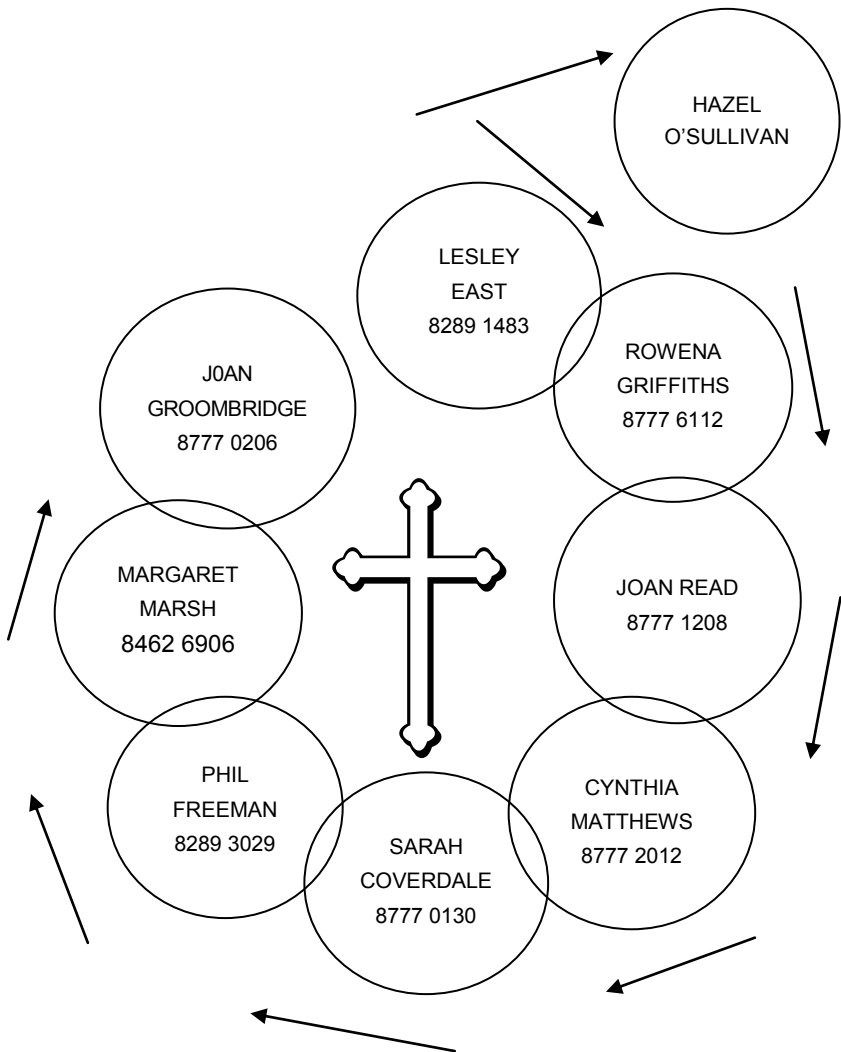 HAZEL
O’SULLIVAN
LESLEY
EAST
8289 1483
ROWENA
GRIFFITHS
8777 6112
JOAN READ
8777 1208
CYNTHIA
MATTHEWS
8777 2012
SARAH
COVERDALE
8777 0130
PHIL
FREEMAN
8289 3029
MARGARET
MARSH
8462 6906
J0AN
GROOMBRIDGE
8777 0206